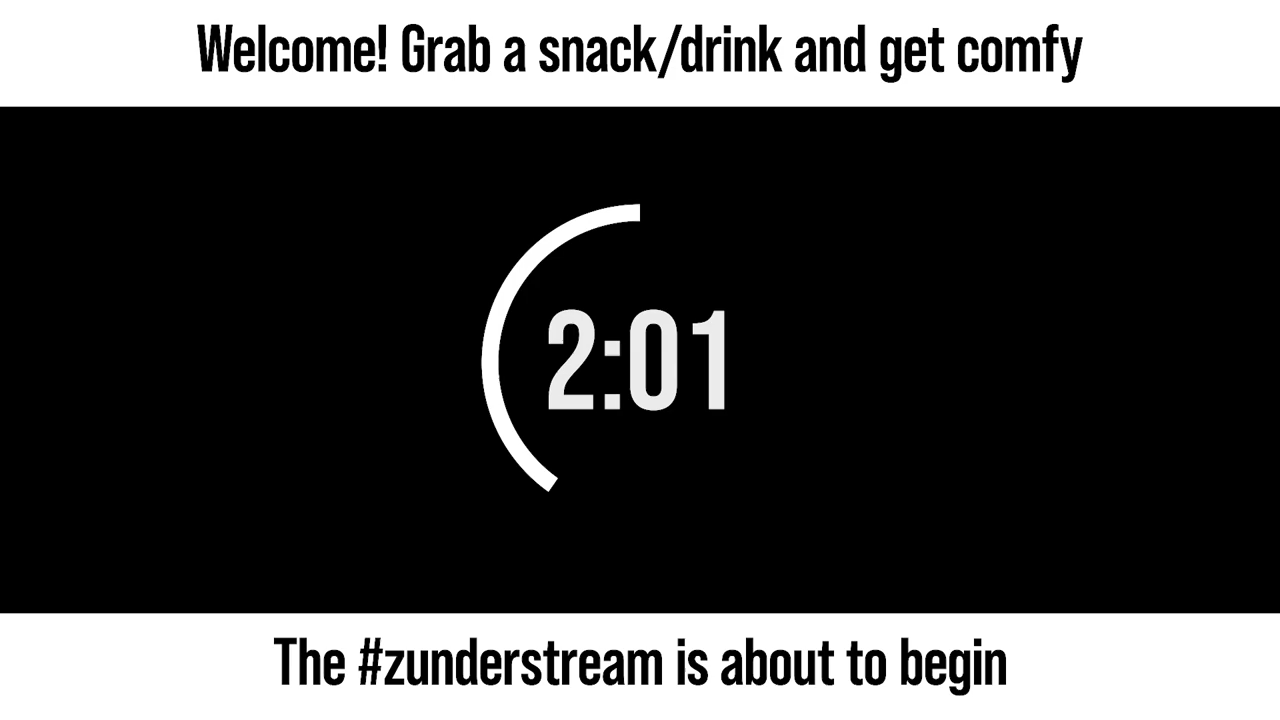 Welcome! Grab a snack/drink and get comfy
2:01
The #zunderstream is about to begin